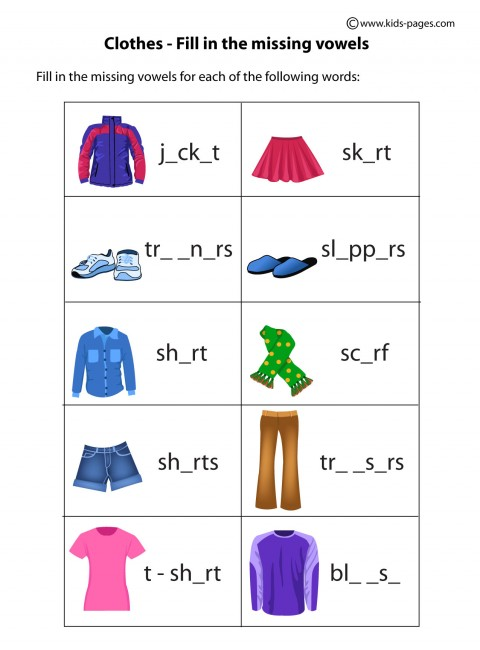 ©www.kids-pages.com
Clothes - Fill in the missing vowels
Fill in the missing vowels for each of the following words:
j_ck_t
sk_rt
tr_ _n_rs
sl_pp_rs
sh_rt
sc_rf
sh_rts
tr_ _s_rs
t - sh_rt
bl_ _s_